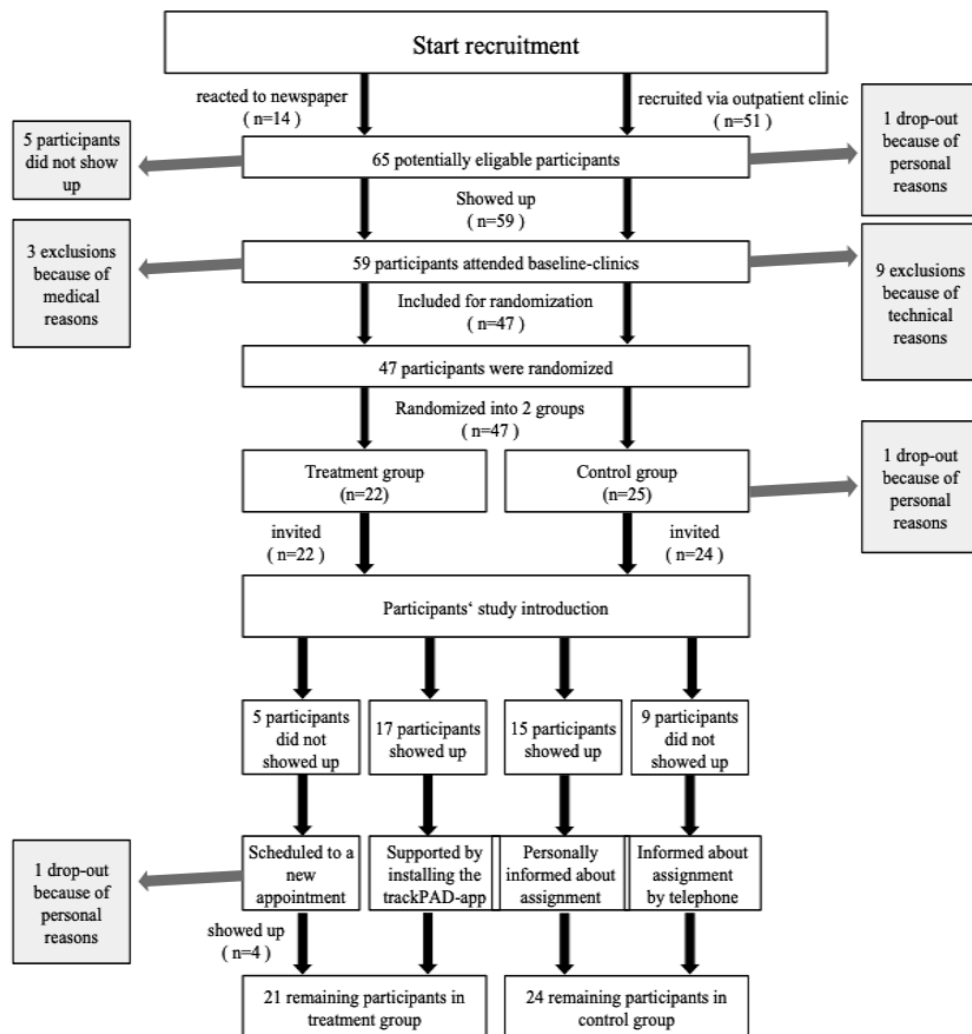 Start recruitment
reacted to newspaper
( n=14 )
recruited via outpatient clinic
( n=51 )
5 participants
did not show
up
65 potentially eligable participants
1 drop-out
because of
personal
reasons
Showed up
( n=59 )
3 exclusions
because of
medical
reasons
59 participants attended baseline-clinics
9 exclusions
because of
technical
reasons
Included for randomization
( n=47 )
47 participants were randomized
Randomized into 2 groups
( n=47 )
Treatment group
(n=22)
Control group
(n=25)
1 drop-out
because of
personal
reasons
invited
( n=22 )
invited
( n=24 )
Participants‘ study introduction
5 participants
did not
showed up
17 participants
showed up
15 participants
showed up
9 participants
did not
showed up
1 drop-out
because of
personal
reasons
Scheduled to a
new
appointment
Supported by
installing the
trackPAD-app
Personally
informed about
assignment
Informed about
assignment
by telephone
showed up
( n=4 )
21 remaining participants in
treatment group
24 remaining participants in
control group